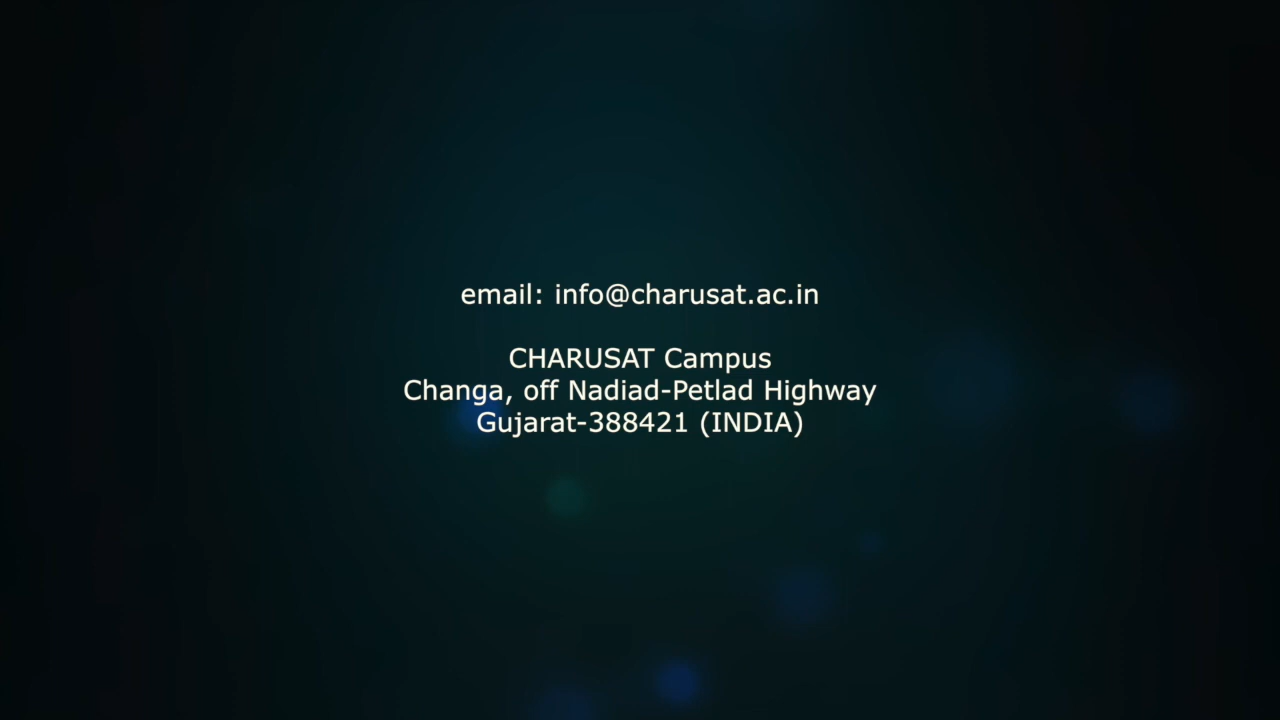 email: info@charusat.ac.in
CHARUSAT Campus
Changa, off Nadiad-Petlad Highway
Gujarat-388421 (INDIA)